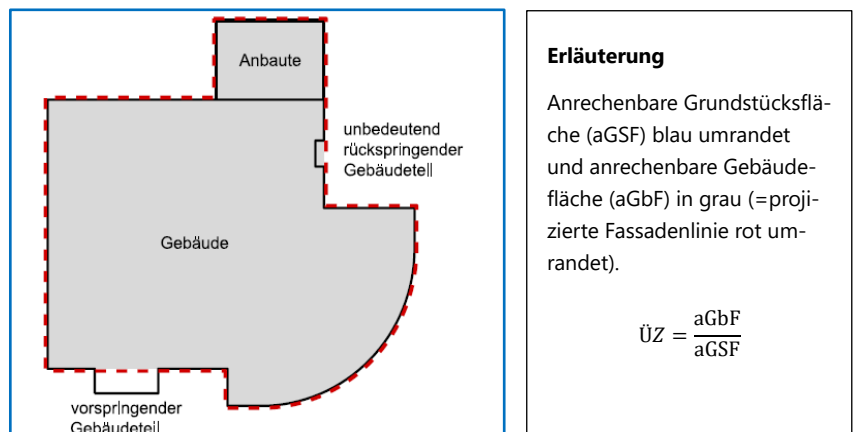 Anbaute
unbedeutend
rückspringender
Gebäudeteil
Gebäude
vorspringender
Gebäudeteil
Erläuterung
Anrechenbare Grundstücksflä-
che (aGSF) blau umrandet
und anrechenbare Gebäude-
fläche (aGbF) in grau (=proji-
zierte Fassadenlinie rot um-
randet).
ÜZ = aGbF / aGSF